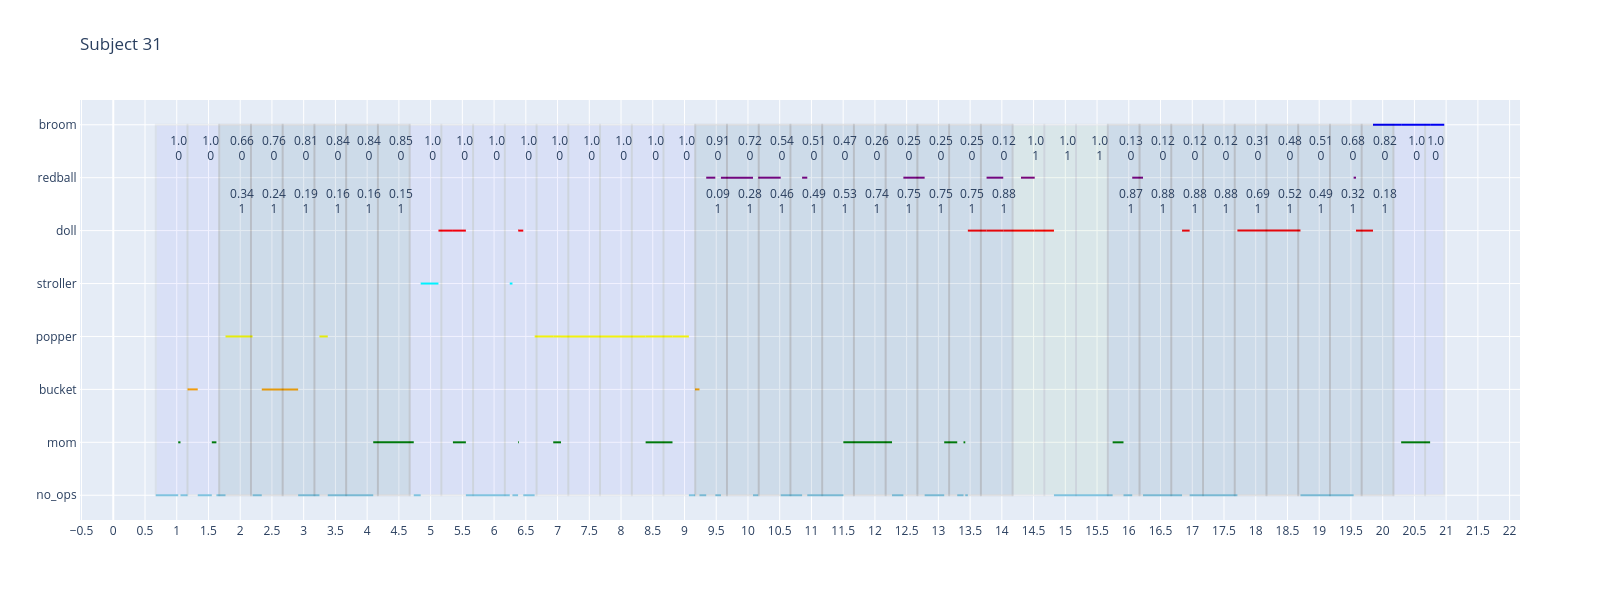 Subject 31
broom
1.0 1.0 0.66 0.76 0.81 0.84 0.84 0.85 1.0 1.0 1.0 1.0 1.0 1.0 1.0 1.0 1.0 0.91 0.72 0.54 0.51 0.47 0.26 0.25 0.25 0.25 0.12 1.0 1.0 1.0 0.13 0.12 0.12 0.12 0.31 0.48 0.51 0.68 0.82 1.0 1.0
0 0 0 0 0 0 0 0 0 0 0 0 0 0 0 0 0 0 0 0 0 0 0 0 0 0 0 1 1 1 0 0 0 0 0 0 0 0 0 0 0
redball
0.34 0.24 0.19 0.16 0.16 0.15 0.09 0.28 0.46 0.49 0.53 0.74 0.75 0.75 0.75 0.88 0.87 0.88 0.88 0.88 0.69 0.52 0.49 0.32 0.18
1 1 1 1 1 1 1 1 1 1 1 1 1 1 1 1 1 1 1 1 1 1 1 1 1
doll
stroller
popper
bucket
mom
no_ops
−0.5 0 0.5 1 1.5 2 2.5 3 3.5 4 4.5 5 5.5 6 6.5 7 7.5 8 8.5 9 9.5 10 10.5 11 11.5 12 12.5 13 13.5 14 14.5 15 15.5 16 16.5 17 17.5 18 18.5 19 19.5 20 20.5 21 21.5 22